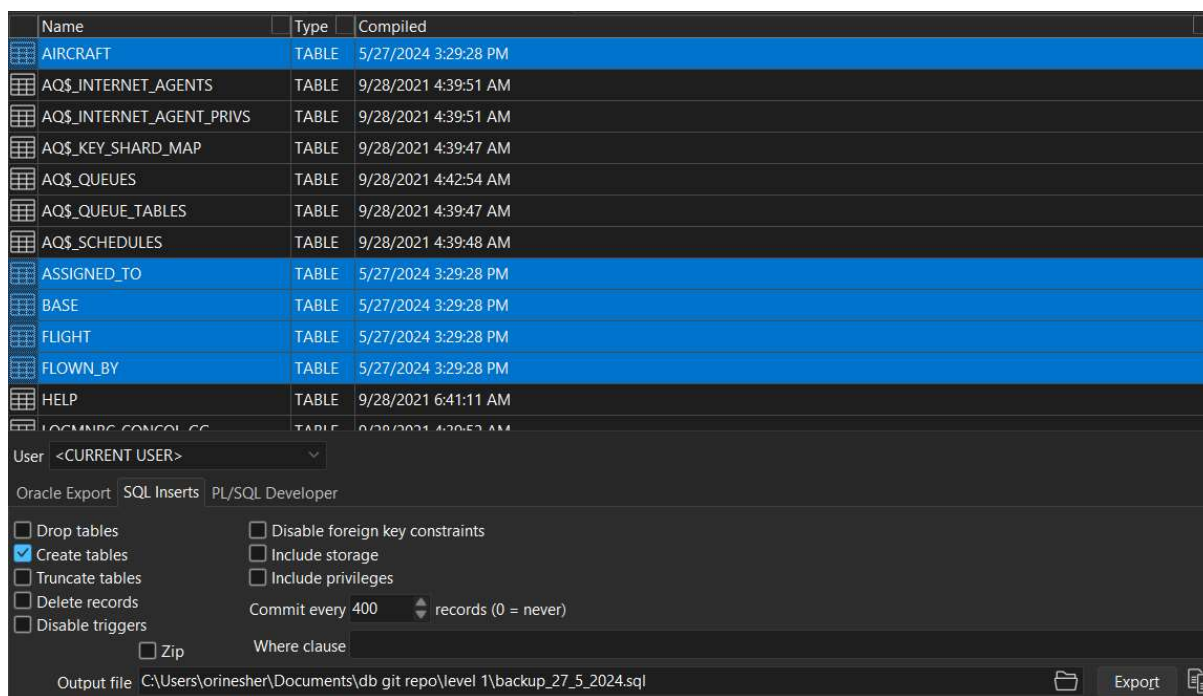 Name Type Compiled
AIRCRAFT TABLE 5/27/2024 3:29:28 PM
AQ$_INTERNET_AGENTS TABLE 9/28/2021 4:39:51 AM
AQ$_INTERNET_AGENT_PRIVS TABLE 9/28/2021 4:39:51 AM
AQ$_KEY_SHARD_MAP TABLE 9/28/2021 4:39:47 AM
AQ$_QUEUES TABLE 9/28/2021 4:42:54 AM
AQ$_QUEUE_TABLES TABLE 9/28/2021 4:39:47 AM
AQ$_SCHEDULES TABLE 9/28/2021 4:39:48 AM
ASSIGNED_TO TABLE 5/27/2024 3:29:28 PM
BASE TABLE 5/27/2024 3:29:28 PM
FLIGHT TABLE 5/27/2024 3:29:28 PM
FLOWN_BY TABLE 5/27/2024 3:29:28 PM
HELP TABLE 9/28/2021 6:41:11 AM
TABLE
User <CURRENT USER>
Oracle Export SQL Inserts PL/SQL Developer
Drop tables Disable foreign key constraints
Create tables Include storage
Truncate tables Include privileges
Delete records Commit every 400 records (0 = never)
Disable triggers
Zip Where clause
Output file C:\Users\orinesher\Documents\db git repo\level 1\backup_27_5_2024.sql Export